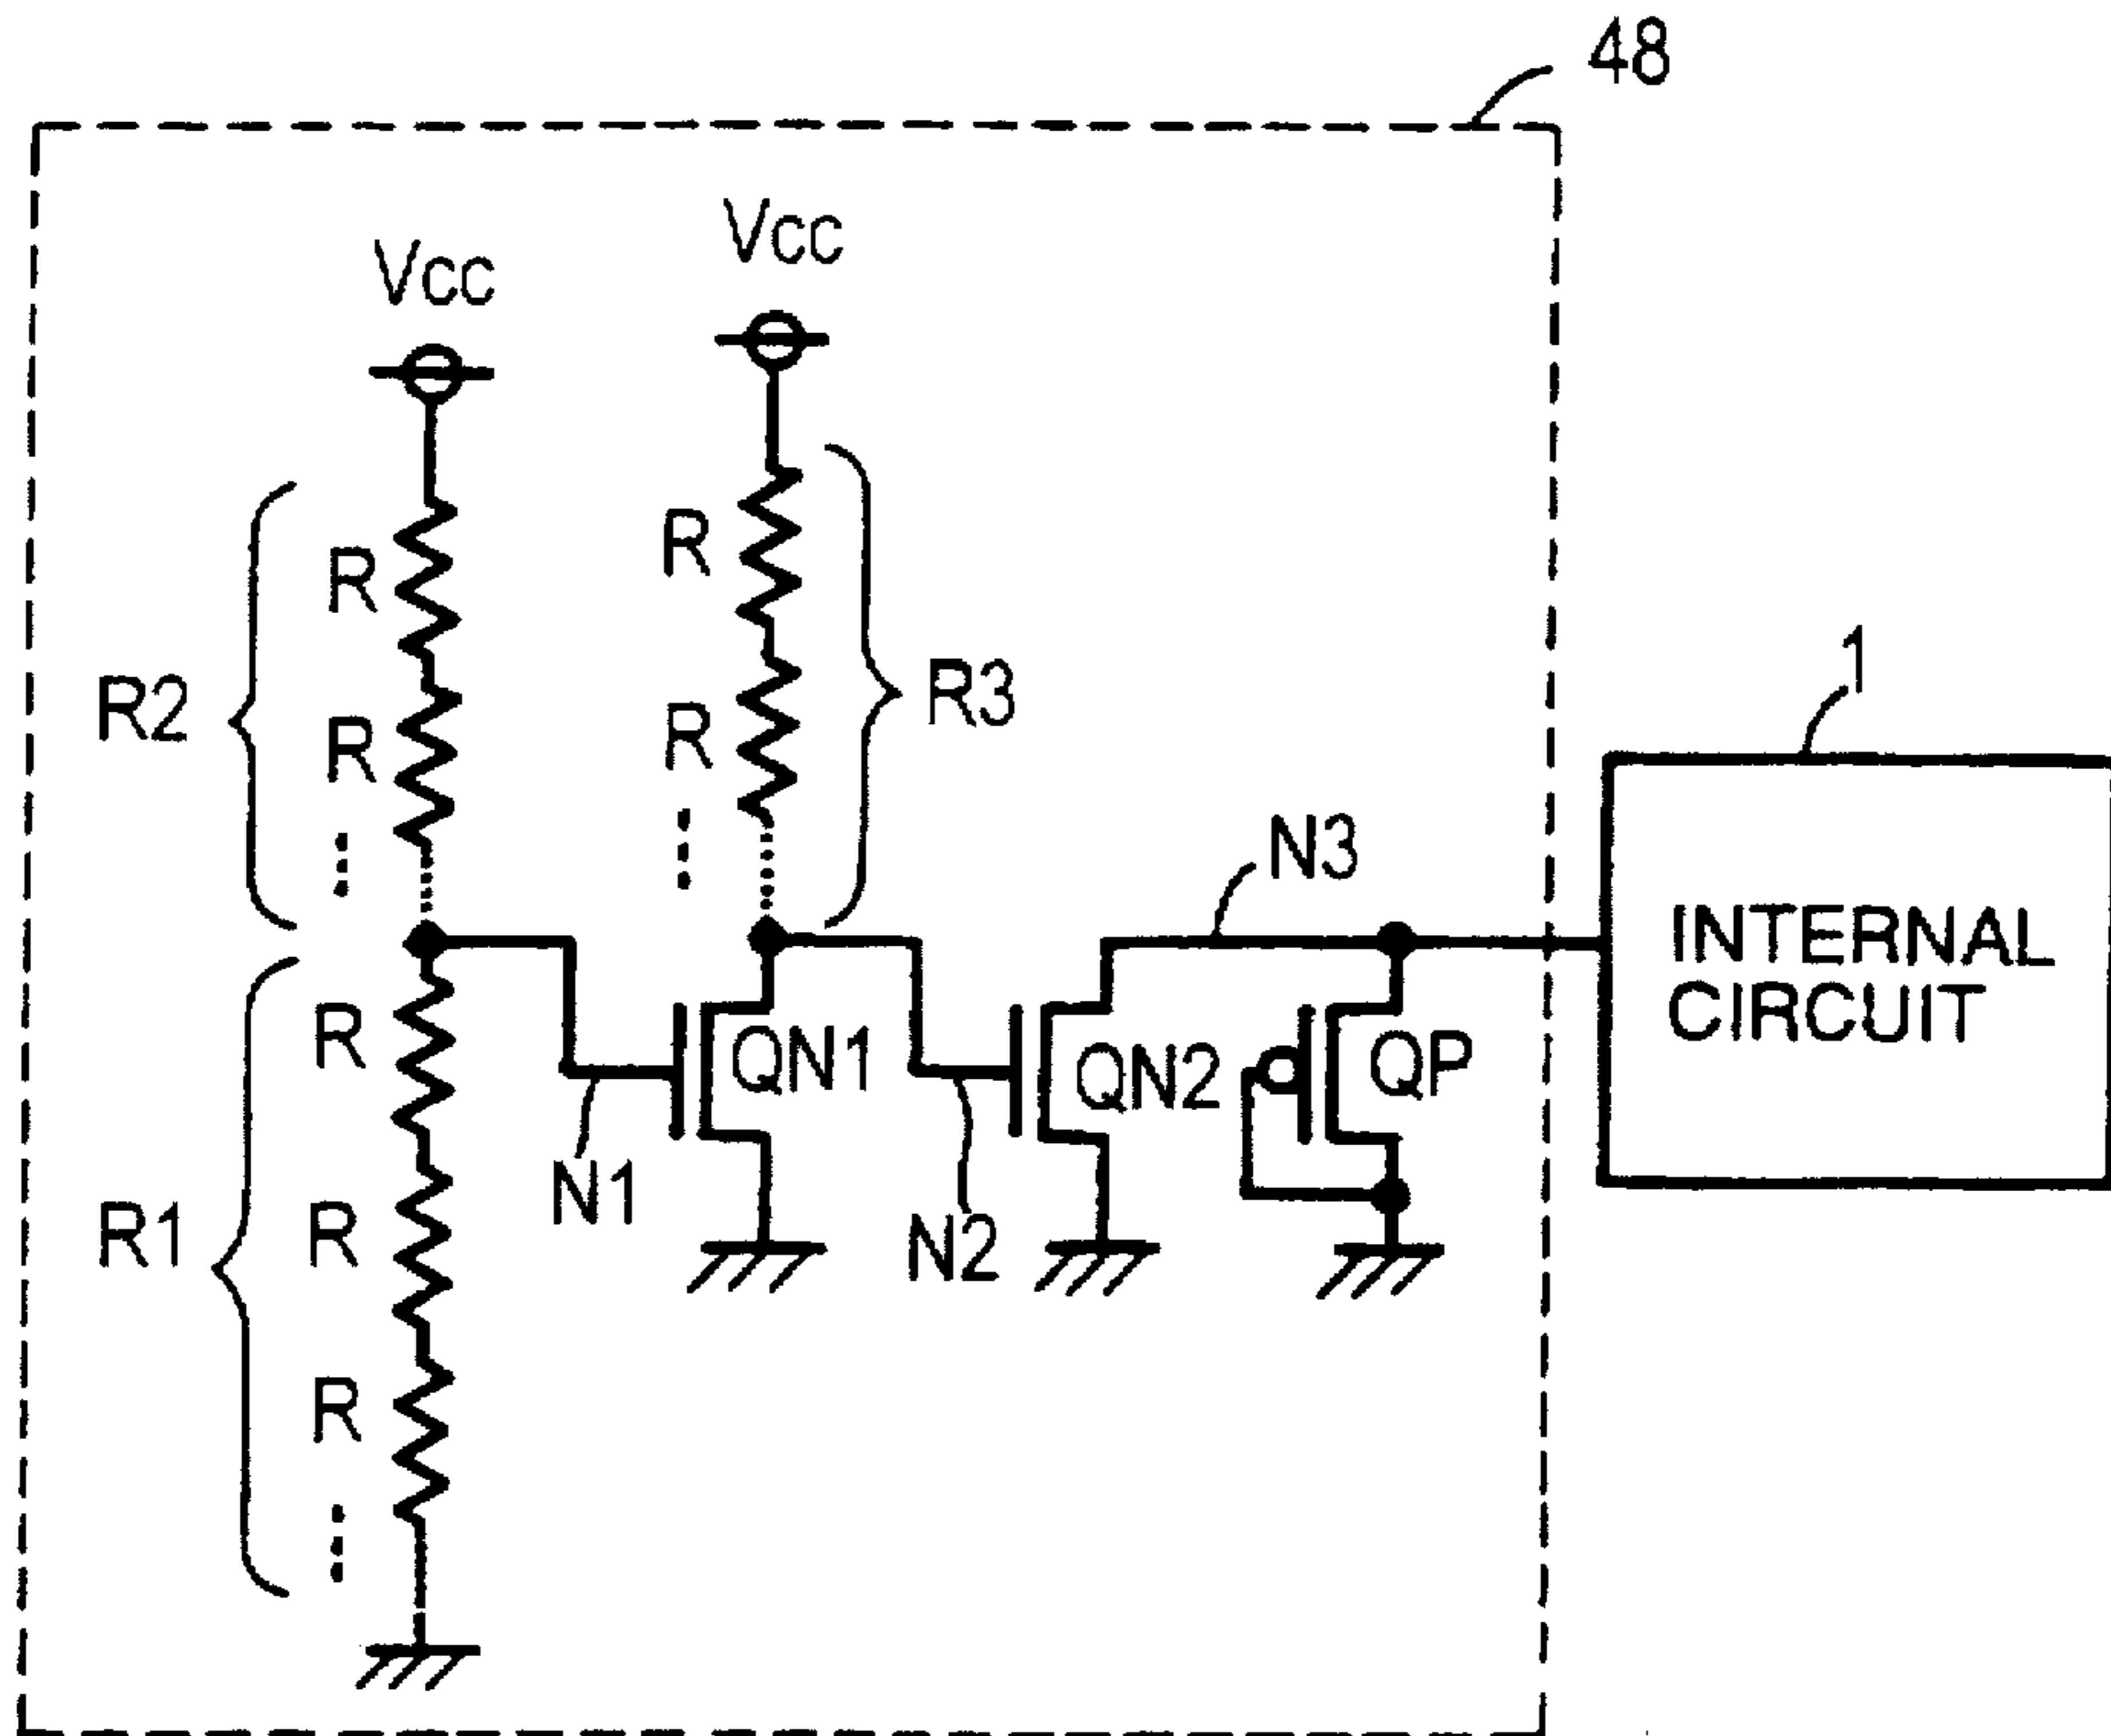 48
Vcc
Vcc
R
R
R2
R
R
R3
1
N3
INTERNAL
CIRCUIT
R
QN1
QN2
QP
N1
N2
R1
R
R